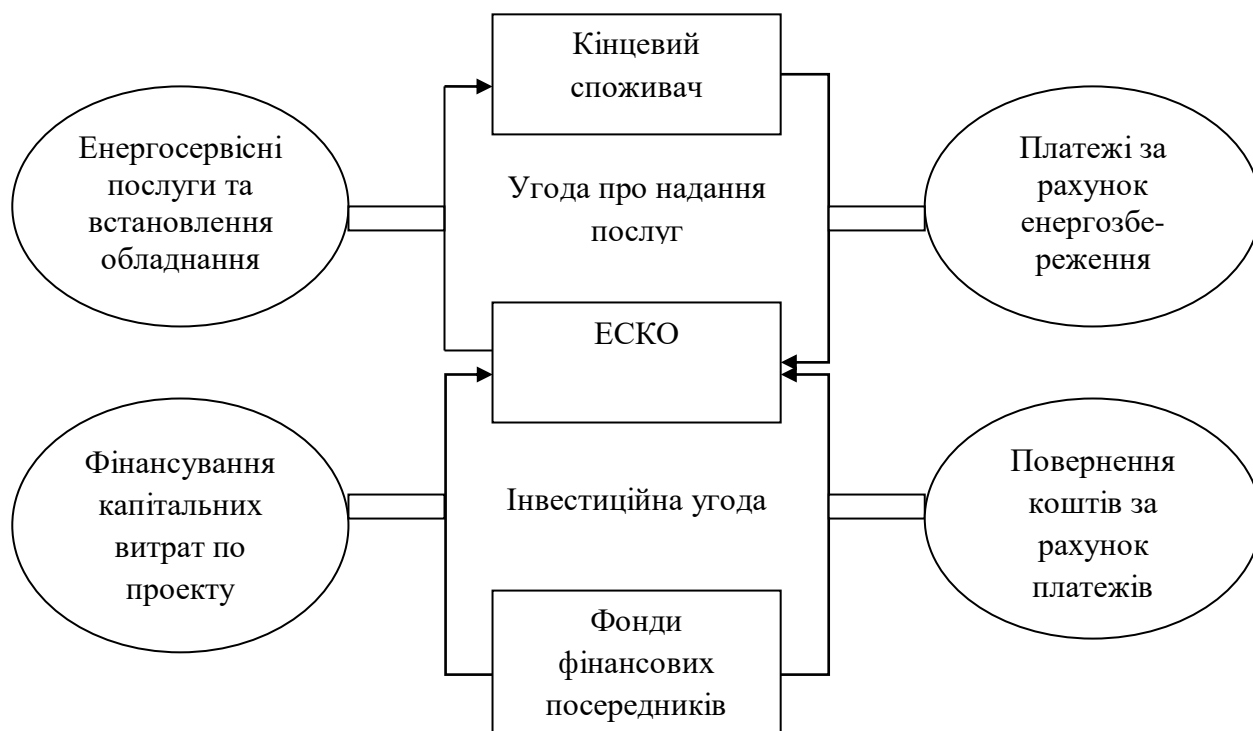 Кінцевий
споживач
Енергосервісні
послуги та
встановлення
обладнання
Угода про надання
послуг
Платежі за
рахунок
енергозбе-
реження
ЕСКО
Фінансування
капітальних
витрат по
проекту
Інвестиційна угода
Повернення
коштів за
рахунок
платежів
Фонди
фінансових
посередників